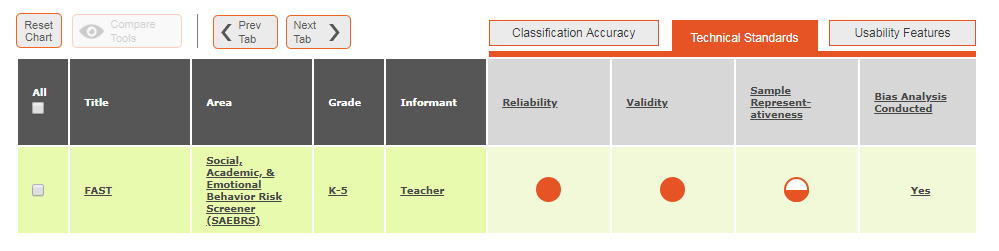 Reset
Chart
Compare
Tools
Prev
Tab
Next
Tab
Classification Accuracy
Technical Standards
Usability Features
All
Title
Area
Grade
Informant
Reliability
Validity
Sample
Represent-
ativeness
Bias Analysis
Conducted
FAST
Social,
Academic, &
Emotional
Behavior Risk
Screener
(SAEBRS)
K-5
Teacher
Yes